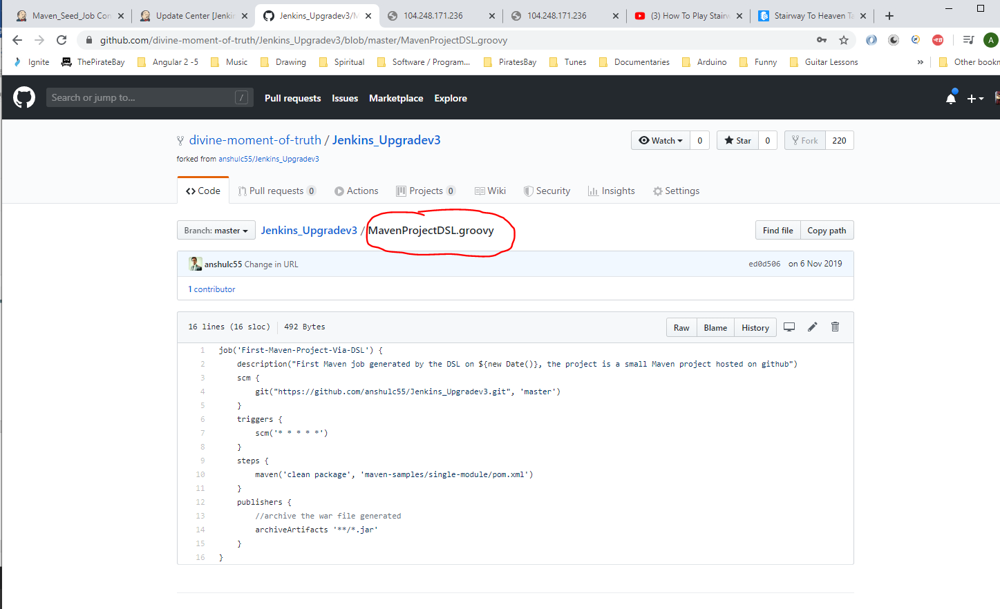 Maven_Seed_Job Con
Update Center [Jenkin
Jenkins_Upgradev3/M
104.248.171.236
104.248.171.236
(3) How To Play Stairw
Stairway To Heaven Ta
github.com/divine-moment-of-truth/Jenkins_Upgradev3/blob/master/MavenProjectDSL.groovy
A
Ignite ThePirateBay Angular 2 -5 Music Drawing Spiritual Software / Program... PiratesBay Tunes Documentaries Arduino Funny Guitar Lessons » Other bookm
Search or jump to... / Pull requests Issues Marketplace Explore
divine-moment-of-truth / Jenkins_Upgradev3 Watch 0 Star 0 Fork 220
forked from anshulc55/Jenkins_Upgradev3
<> Code Pull requests 0 Actions Projects 0 Wiki Security Insights Settings
Branch: master Jenkins_Upgradev3 / MavenProjectDSL.groovy Find file Copy path
anshulc55 Change in URL ed0d506 on 6 Nov 2019
1 contributor
16 lines (16 sloc) 492 Bytes Raw Blame History
1 job('First-Maven-Project-Via-DSL') {
2 description("First Maven job generated by the DSL on ${new Date()}, the project is a small Maven project hosted on github")
3 scm {
4 git("https://github.com/anshulc55/Jenkins_Upgradev3.git", 'master')
5 }
6 triggers {
7 scm('* * * * *')
8 }
9 steps {
10 maven('clean package', 'maven-samples/single-module/pom.xml')
11 }
12 publishers {
13 //archive the war file generated
14 archiveArtifacts '**/*.jar'
15 }
16 }